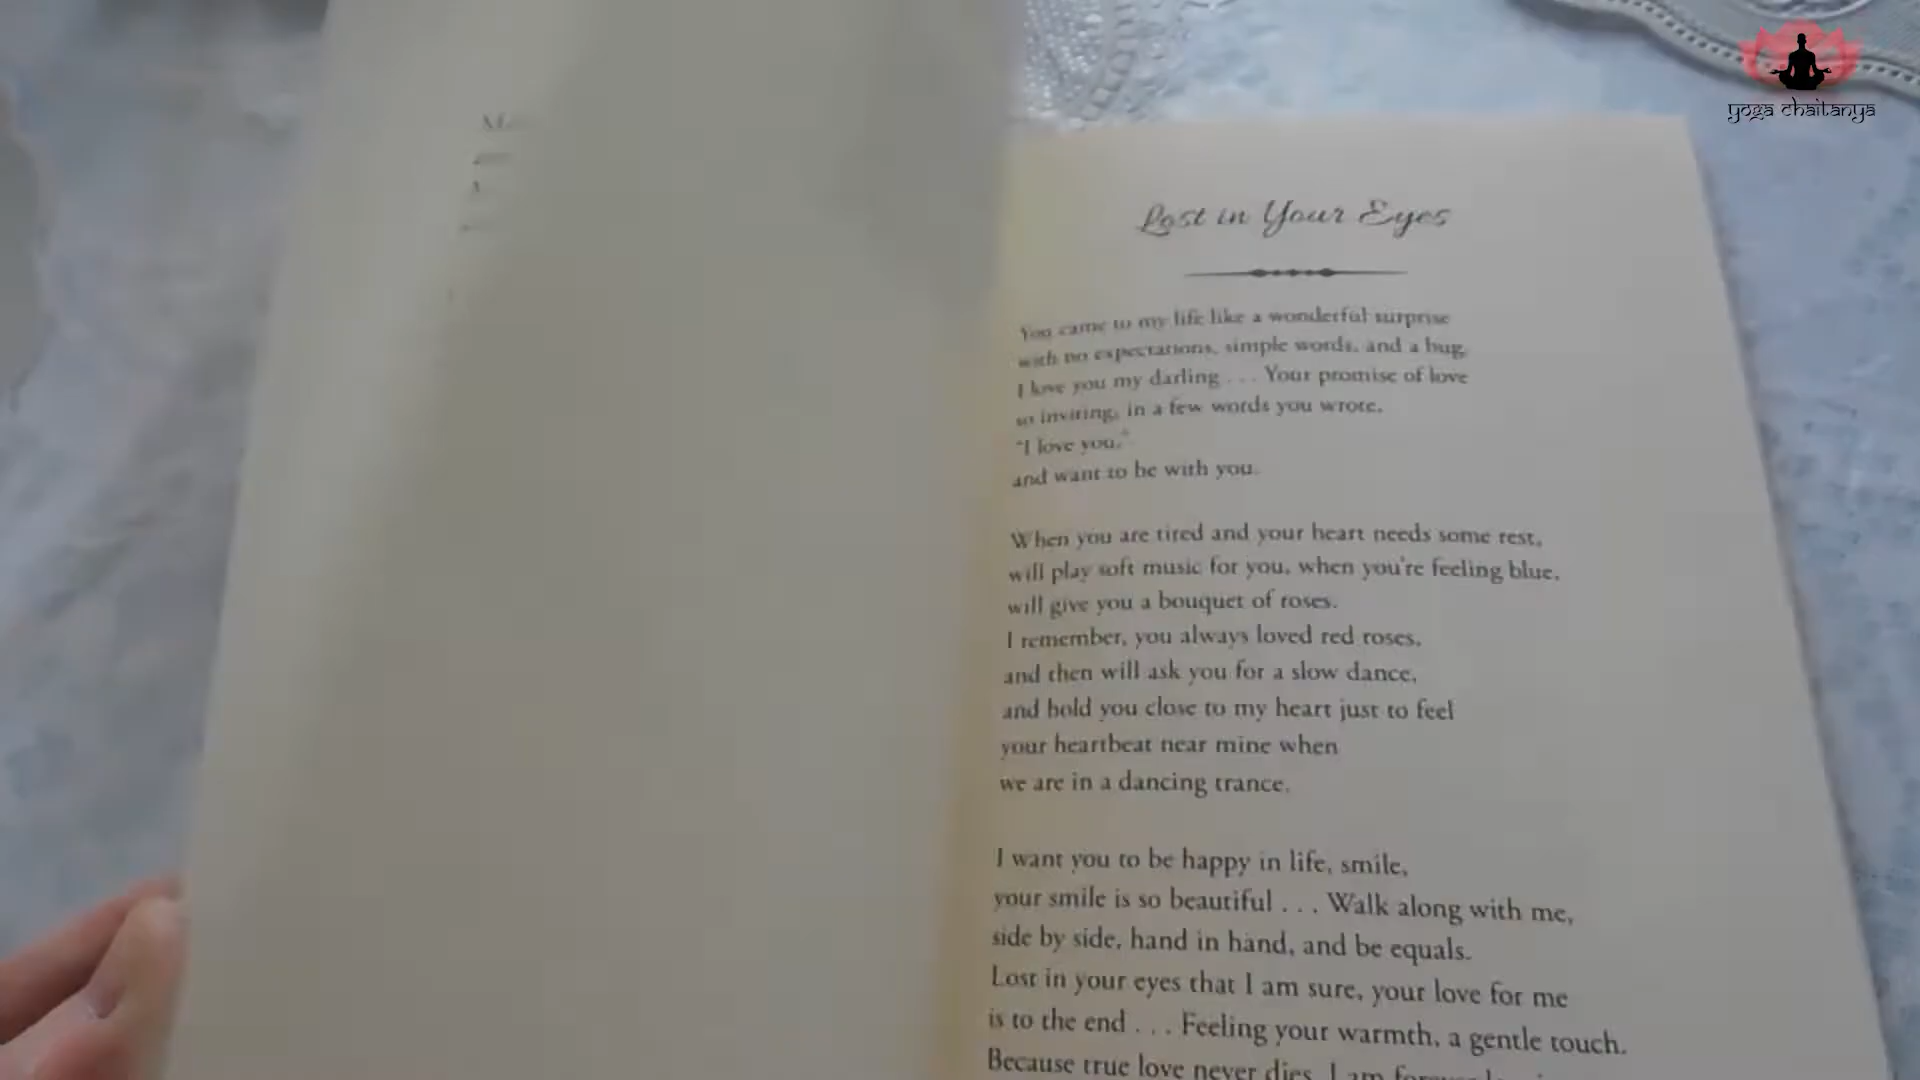 yoga chaitanya
Lost in Your Eyes
You came to my life like a wonderful surprise
with no expectations, simple words, and a hug,
I love you my darling . . . Your promise of love
so inviting, in a few words you wrote,
“I love you,”
and want to be with you.
When you are tired and your heart needs some rest,
will play soft music for you, when you're feeling blue,
will give you a bouquet of roses.
I remember, you always loved red roses,
and then will ask you for a slow dance,
and hold you close to my heart just to feel
your heartbeat near mine when
we are in a dancing trance.
I want you to be happy in life, smile,
your smile is so beautiful . . . Walk along with me,
side by side, hand in hand, and be equals.
Lost in your eyes that I am sure, your love for me
is to the end . . . Feeling your warmth, a gentle touch.
Because true love never dies, I am